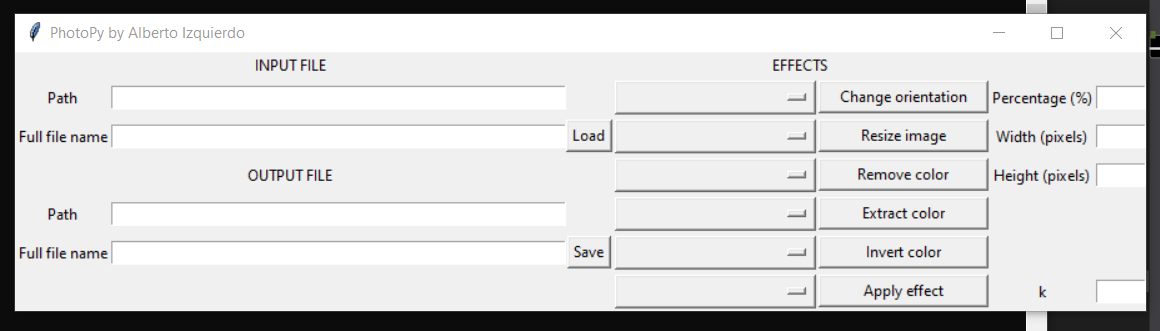 PhotoPy by Alberto Izquierdo
INPUT FILE
EFFECTS
Path
Change orientation
Percentage (%)
Full file name
Load
Resize image
Width (pixels)
OUTPUT FILE
Remove color
Height (pixels)
Path
Extract color
Full file name
Save
Invert color
Apply effect
k